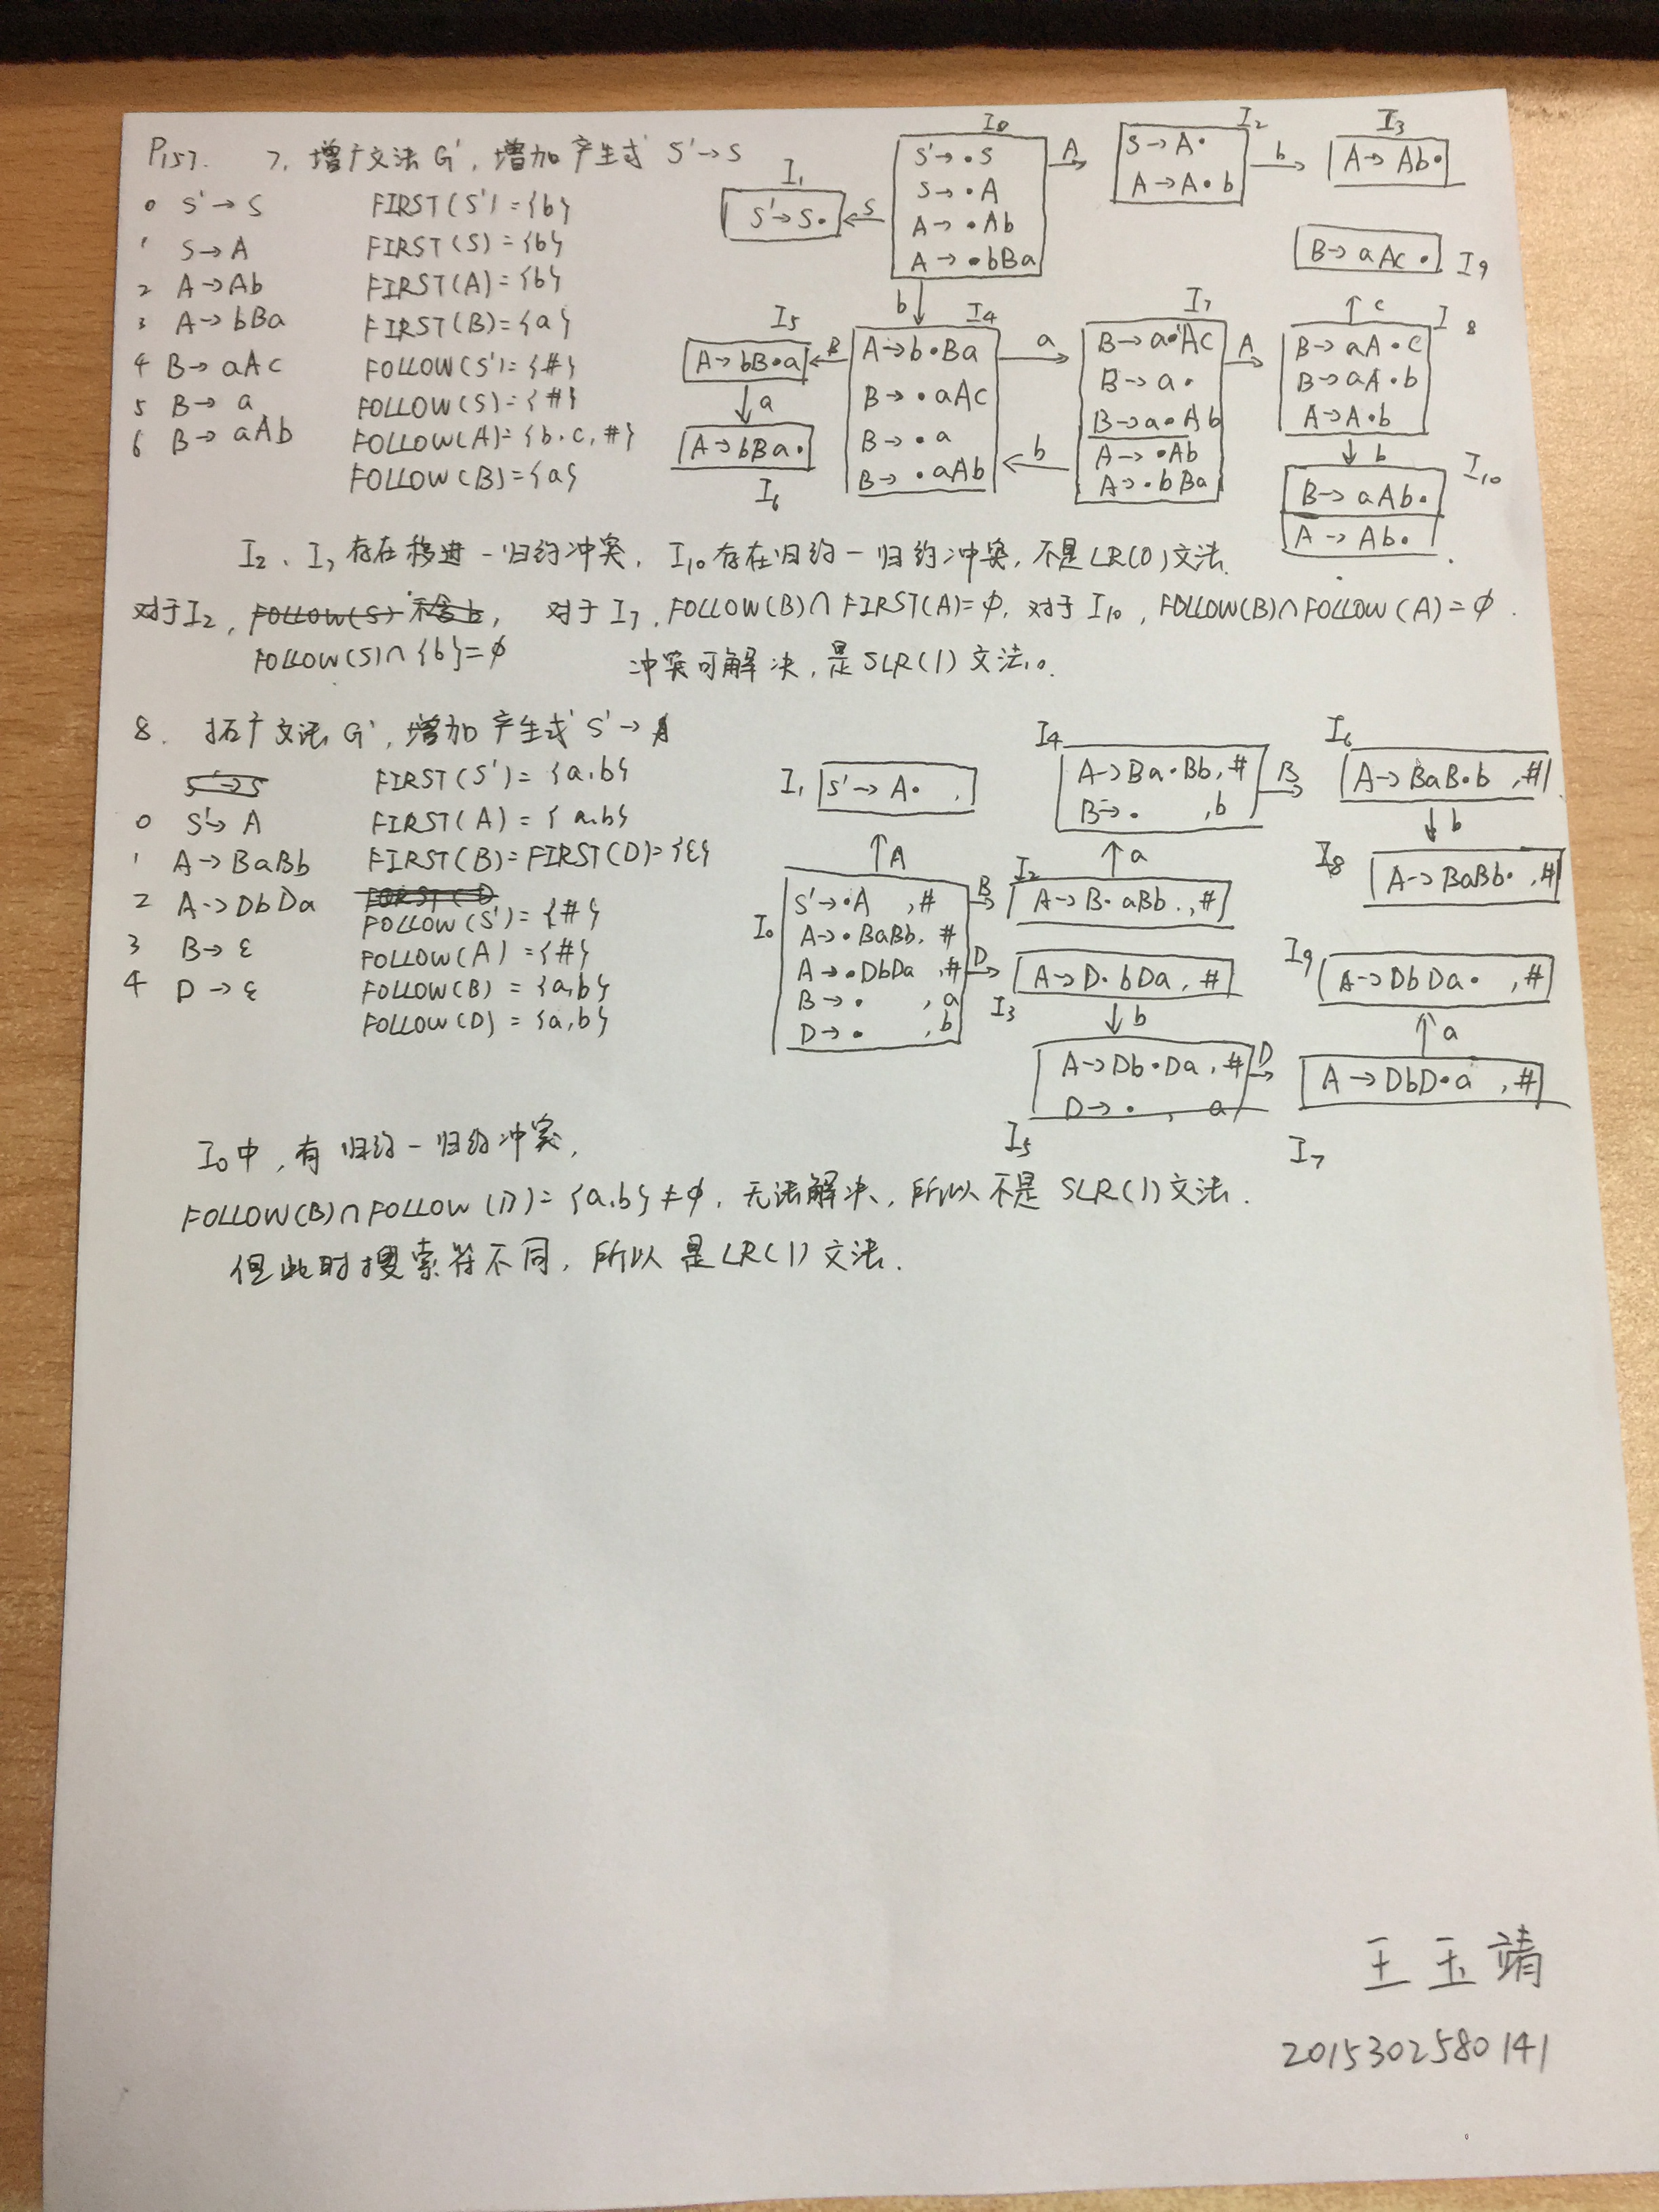 P157. 7. 增广文法 G', 增加产生式 S'→S
0 S'→S FIRST(S')={b}
1 S→A FIRST(S)={b}
2 A→Ab FIRST(A)={b}
3 A→bBa FIRST(B)={a}
4 B→aAc FOLLOW(S')={#}
5 B→a FOLLOW(S)={#}
6 B→aAb FOLLOW(A)={b,c,#}
FOLLOW(B)={a}
I0
S'→·S
S→·A
A→·Ab
A→·bBa
A →
I2
S→A·
A→A·b
b →
I3
A→Ab·
I1
S'→S·
← S
b ↓
I4
A→b·Ba
B→·aAc
B→·a
B→·aAb
← B
I5
A→bB·a
↓ a
A→bBa·
I6
a →
I7
B→a·Ac
B→a·
B→a·Ab
A→·Ab
A→·bBa
← b
A →
I8
B→aA·c
B→aA·b
A→A·b
↑ c
B→aAc· I9
↓ b
I10
B→aAb·
A→Ab·
I2、I7存在移进-归约冲突, I10存在归约-归约冲突, 不是LR(0)文法.
对于I2, FOLLOW(S)不含b, 对于I7, FOLLOW(B)∩FIRST(A)=φ, 对于I10, FOLLOW(B)∩FOLLOW(A)=φ.
FOLLOW(S)∩{b}=φ 冲突可解决, 是SLR(1)文法。
8. 拓广文法G', 增加产生式 S'→A
S'→S FIRST(S')={a,b}
0 S'→A FIRST(A)={a,b}
1 A→BaBb FIRST(B)=FIRST(D)={ε}
2 A→DbDa FORST(D
FOLLOW(S')={#}
3 B→ε FOLLOW(A)={#}
4 D→ε FOLLOW(B)={a,b}
FOLLOW(D)={a,b}
I1 S'→A· ,
↑ A
I0
S'→·A ,#
A→·BaBb,#
A→·DbDa ,#
B→· ,a
D→· ,b
B →
I2
A→B·aBb ,#
↑ a
I4
A→Ba·Bb,#
B→· ,b
B →
I6
A→BaB·b ,#
↓ b
I8
A→BaBb· ,#
D →
I3
A→D·bDa,#
↓ b
A→Db·Da,#
D→· , a
I5
D →
A→DbD·a ,#
I7
↑ a
I9
A→DbDa· ,#
I0中, 有归约-归约冲突,
FOLLOW(B)∩FOLLOW(D)={a,b}≠φ, 无法解决, 所以不是SLR(1)文法.
但此时搜索符不同, 所以是LR(1)文法.
王玉靖
2015302580141